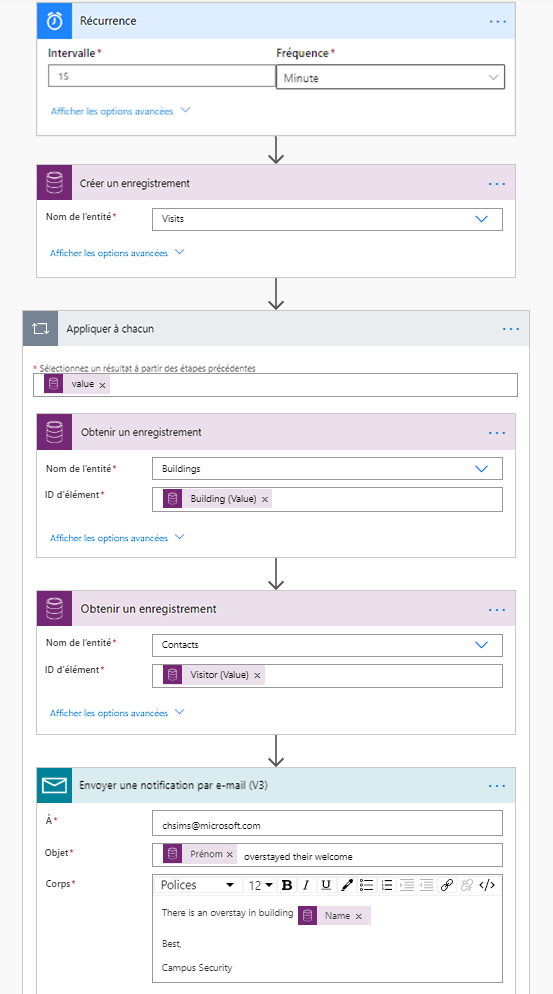 Récurrence
Intervalle *
Fréquence *
15
Minute
Afficher les options avancées
Créer un enregistrement
Nom de l'entité *
Visits
Afficher les options avancées
Appliquer à chacun
* Sélectionnez un résultat à partir des étapes précédentes
value ×
Obtenir un enregistrement
Nom de l'entité *
Buildings
ID d'élément *
Building (Value) ×
Afficher les options avancées
Obtenir un enregistrement
Nom de l'entité *
Contacts
ID d'élément *
Visitor (Value) ×
Afficher les options avancées
Envoyer une notification par e-mail (V3)
À *
chsims@microsoft.com
Objet *
Prénom × overstayed their welcome
Corps *
Polices 12 B I U </>
There is an overstay in building Name ×
Best,
Campus Security